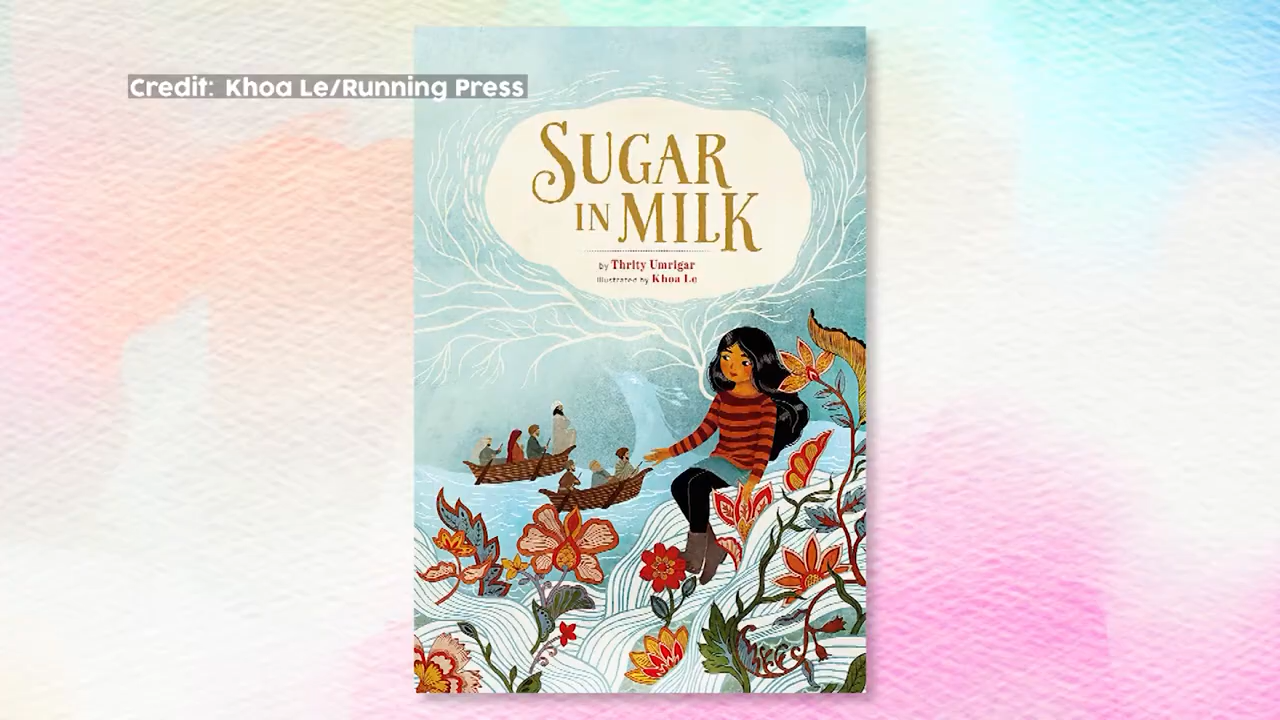 Credit: Khoa Le/Running Press
SUGAR
IN MILK
by Thrity Umrigar
illustrated by Khoa Le